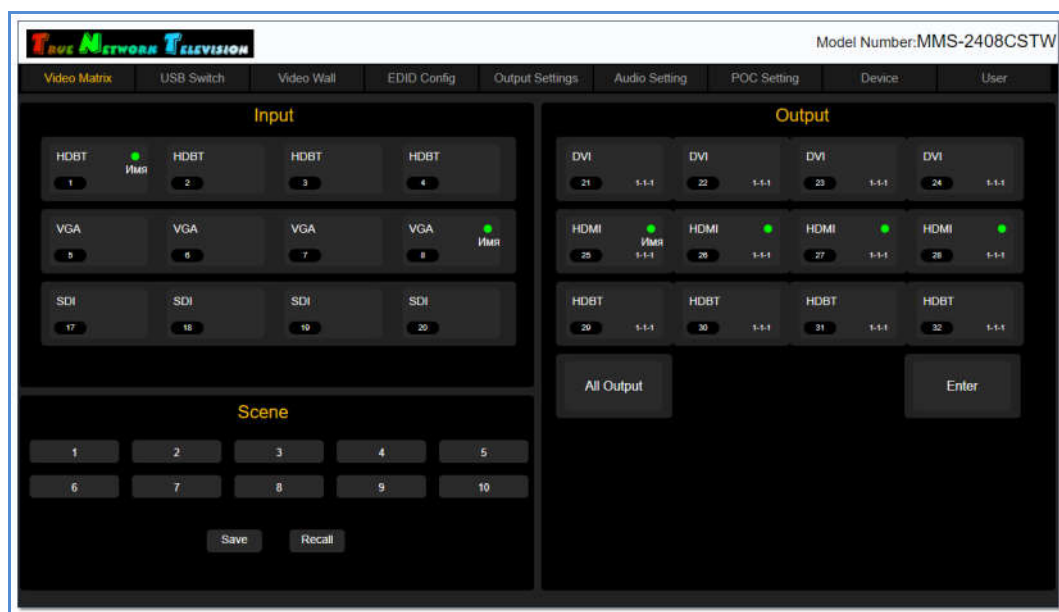 TRUE NETWORK TELEVISION
Model Number:MMS-2408CSTW
Video Matrix USB Switch Video Wall EDID Config Output Settings Audio Setting POC Setting Device User
Input
HDBT HDBT HDBT HDBT
Имя
1 2 3 4
VGA VGA VGA VGA
Имя
5 6 7 8
SDI SDI SDI SDI
17 18 19 20
Scene
1 2 3 4 5
6 7 8 9 10
Save Recall
Output
DVI DVI DVI DVI
21 1-1-1 22 1-1-1 23 1-1-1 24 1-1-1
HDMI HDMI HDMI HDMI
Имя
25 1-1-1 26 1-1-1 27 1-1-1 28 1-1-1
HDBT HDBT HDBT HDBT
29 1-1-1 30 1-1-1 31 1-1-1 32 1-1-1
All Output Enter